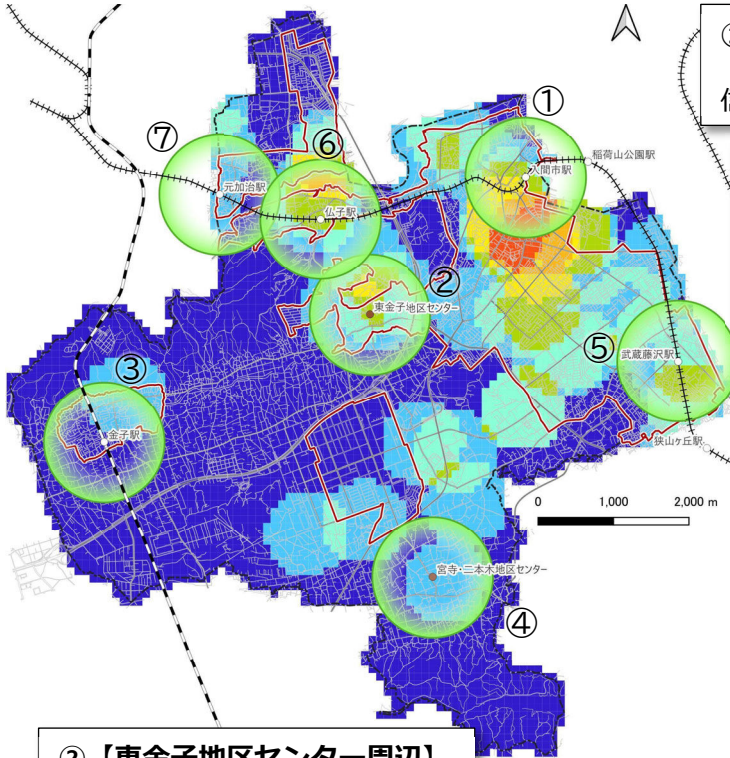 ②
信
①
稲荷山公園駅
入間市駅
⑦
⑥
元加治駅
仏子駅
②
東金子地区センター
⑤
武蔵藤沢駅
③
金子駅
狭山ヶ丘駅
0 1,000 2,000 m
宮寺・二本木地区センター
④
②【東金子地区センター周辺】